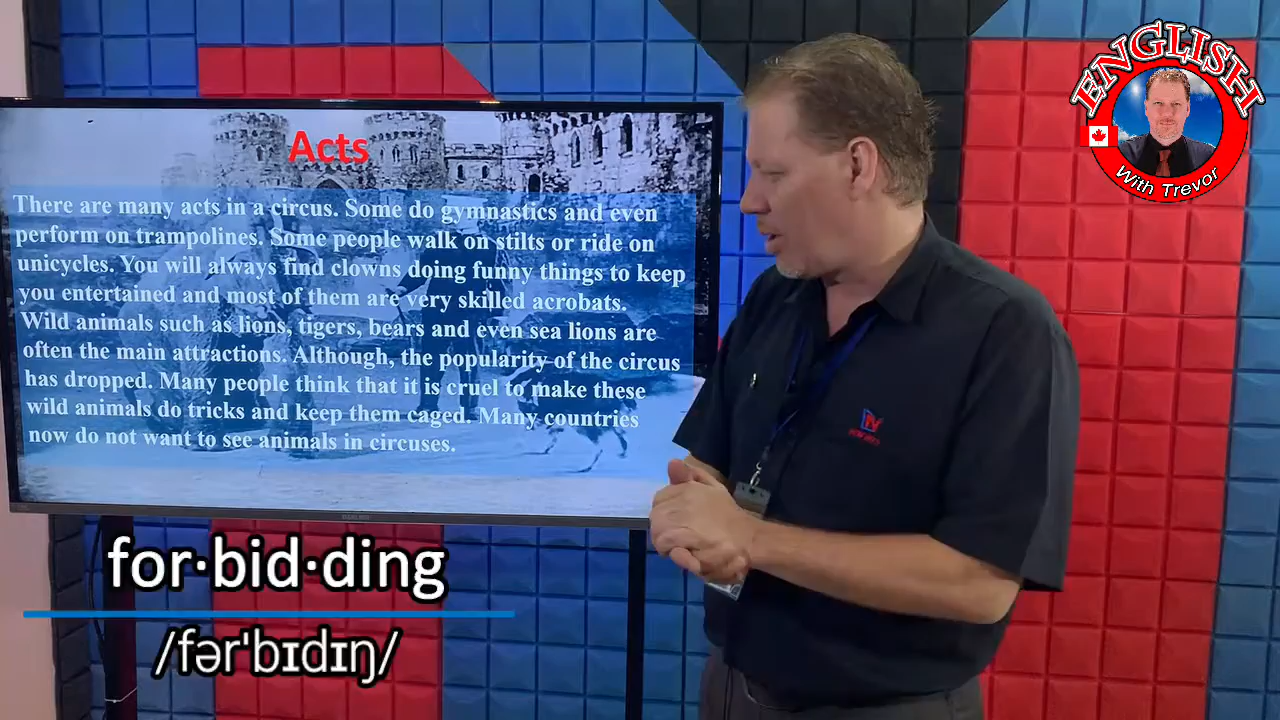 Acts
There are many acts in a circus. Some do gymnastics and even
perform on trampolines. Some people walk on stilts or ride on
unicycles. You will always find clowns doing funny things to keep
you entertained and most of them are very skilled acrobats.
Wild animals such as lions, tigers, bears and even sea lions are
often the main attractions. Although, the popularity of the circus
has dropped. Many people think that it is cruel to make these
wild animals do tricks and keep them caged. Many countries
now do not want to see animals in circuses.
for·bid·ding
/fər'bɪdɪŋ/
ENGLISH
With Trevor